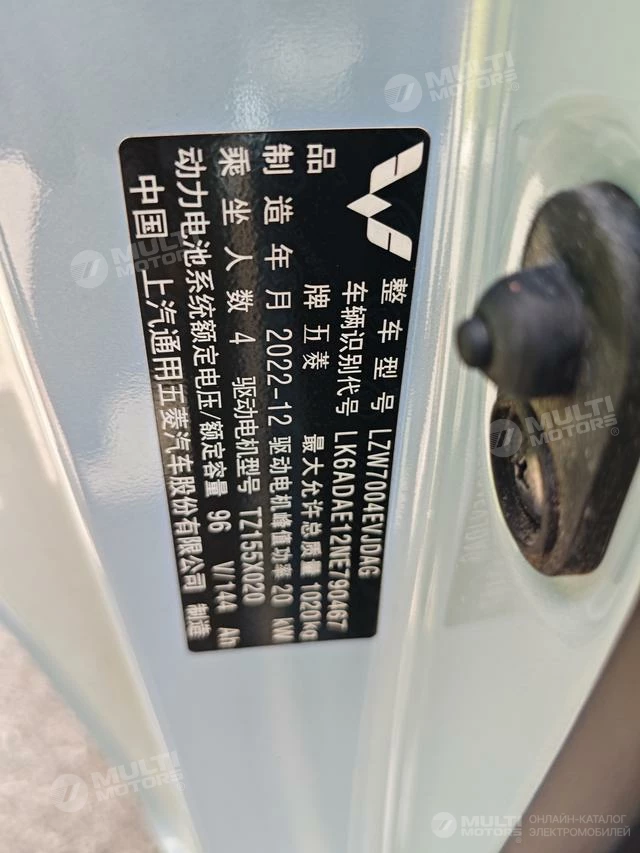 整车型号 LZW7004EVJDAG
车辆识别代号 LK6ADAE12NE790467
品牌 五菱 最大允许总质量 1020kg
制造年月 2022-12 驱动电机峰值功率 20 kW
乘坐人数 4 驱动电机型号 TZ155X020
动力电池系统额定电压/额定容量 96 V/144 Ah
中国 上汽通用五菱汽车股份有限公司 制造
MULTI
MOTORS
MULTI
MOTORS
MULTI
MOTORS
MULTI
MOTORS
MULTI
MOTORS
ОНЛАЙН-КАТАЛОГ
ЭЛЕКТРОМОБИЛЕЙ